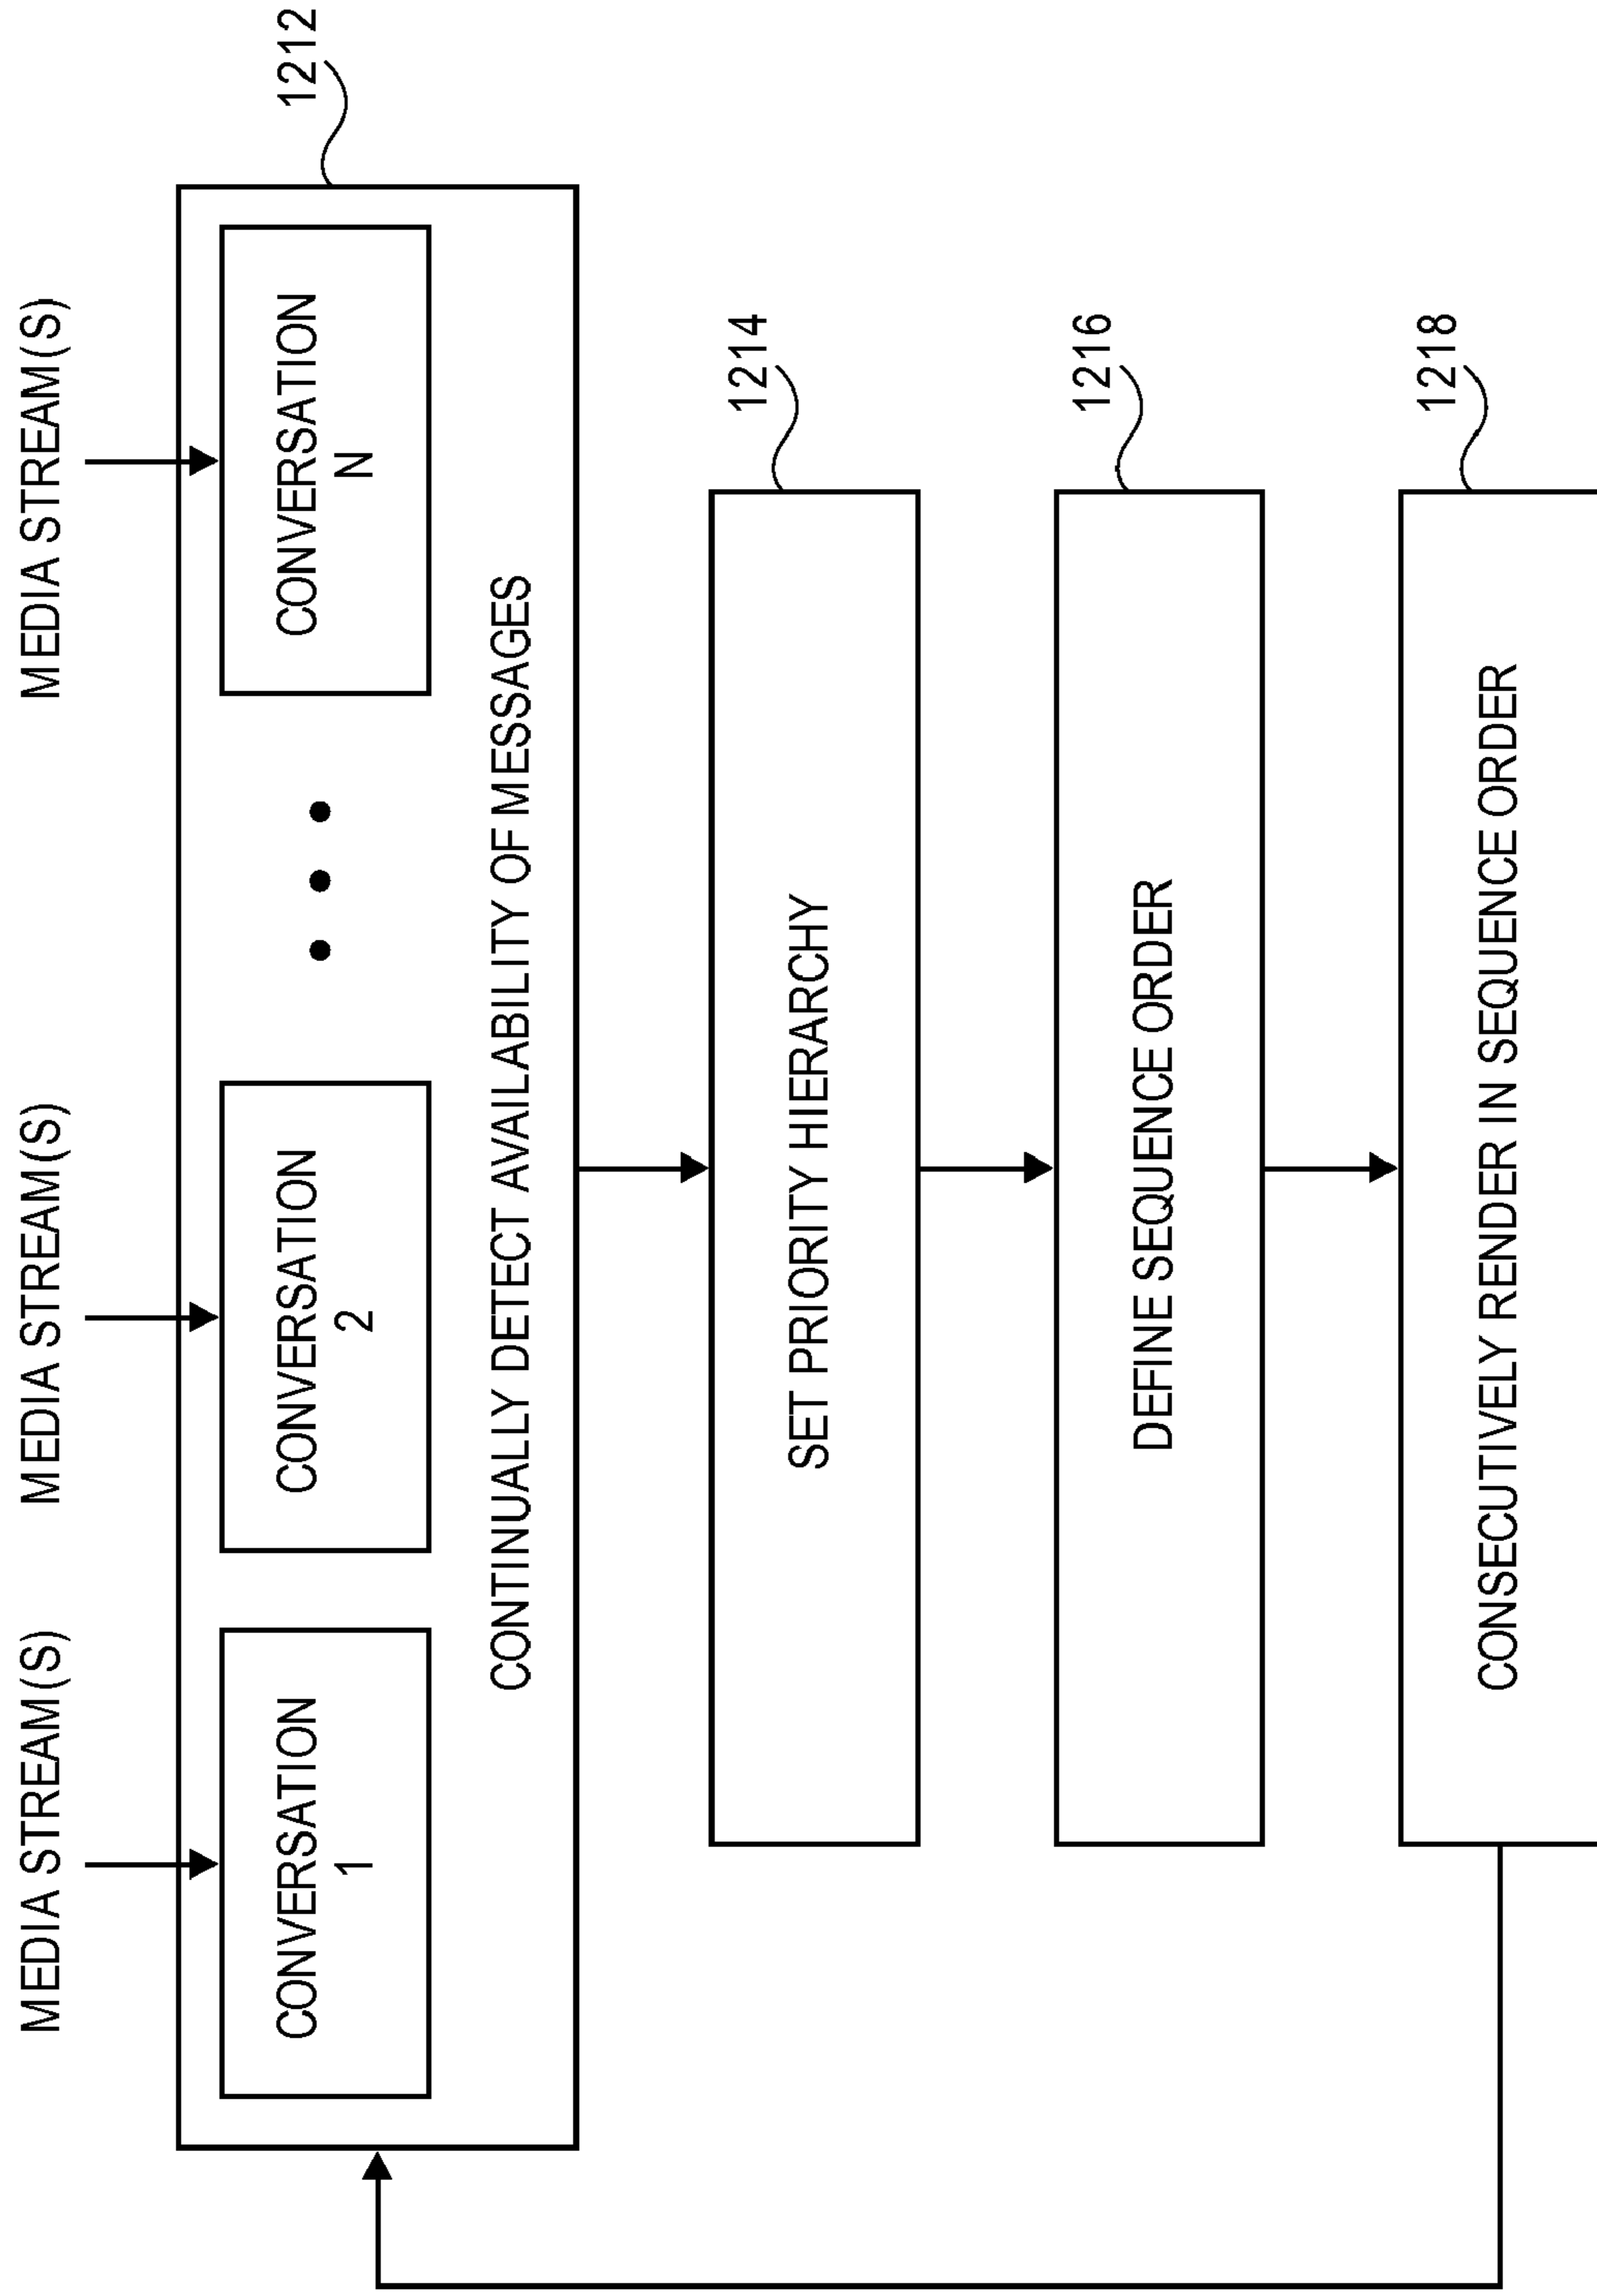 MEDIA STREAM(S)
MEDIA STREAM(S)
MEDIA STREAM(S)
1212
CONVERSATION
1
CONVERSATION
2
CONVERSATION
N
CONTINUALLY DETECT AVAILABILITY OF MESSAGES
1214
SET PRIORITY HIERARCHY
1216
DEFINE SEQUENCE ORDER
1218
CONSECUTIVELY RENDER IN SEQUENCE ORDER